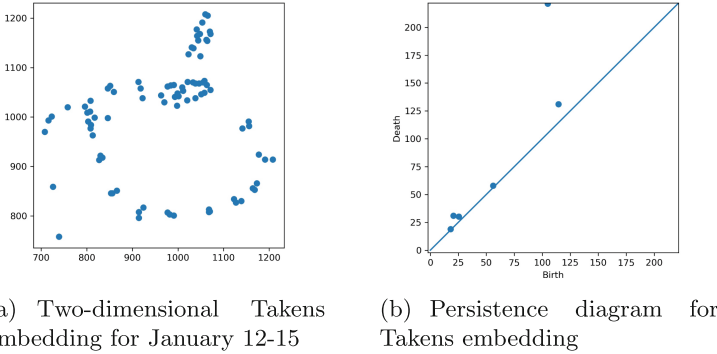 1200
1100
1000
900
800
700 800 900 1000 1100 1200
200
175
150
125
100
75
50
25
0
Death
0 25 50 75 100 125 150 175 200
Birth
a) Two-dimensional Takens
mbedding for January 12-15
(b) Persistence diagram for
Takens embedding